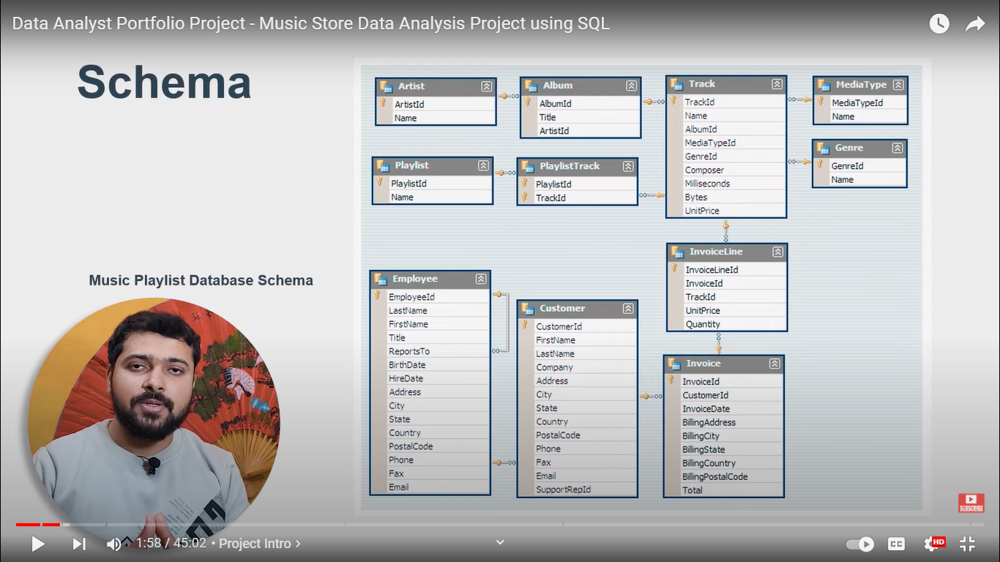 Data Analyst Portfolio Project - Music Store Data Analysis Project using SQL
Schema
Artist
ArtistId
Name
Album
AlbumId
Title
ArtistId
Track
TrackId
Name
AlbumId
MediaTypeId
GenreId
Composer
Milliseconds
Bytes
UnitPrice
MediaType
MediaTypeId
Name
Genre
GenreId
Name
Playlist
PlaylistId
Name
PlaylistTrack
PlaylistId
TrackId
InvoiceLine
InvoiceLineId
InvoiceId
TrackId
UnitPrice
Quantity
Music Playlist Database Schema
Employee
EmployeeId
LastName
FirstName
Title
ReportsTo
BirthDate
HireDate
Address
City
State
Country
PostalCode
Phone
Fax
Email
Customer
CustomerId
FirstName
LastName
Company
Address
City
State
Country
PostalCode
Phone
Fax
Email
SupportRepId
Invoice
InvoiceId
CustomerId
InvoiceDate
BillingAddress
BillingCity
BillingState
BillingCountry
BillingPostalCode
Total
SUBSCRIBE
1:58 / 45:02 • Project Intro >
CC
HD